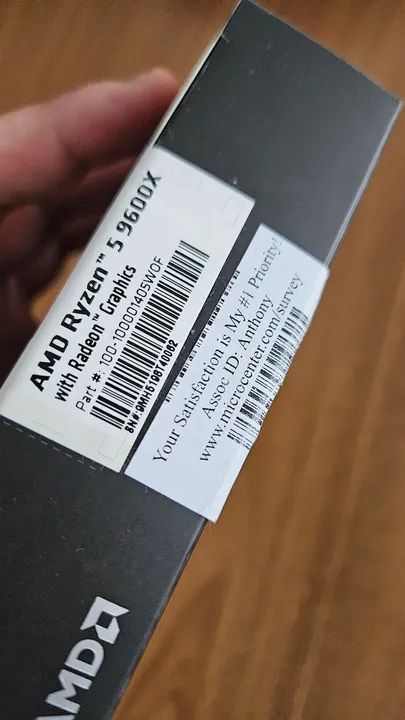 AMD Ryzen™ 5 9600X
with Radeon™ Graphics
Part #: 100-100001405WOF
Your Satisfaction is My #1 Priority!
Assoc ID: Anthony
www.microcenter.com/survey
AMD